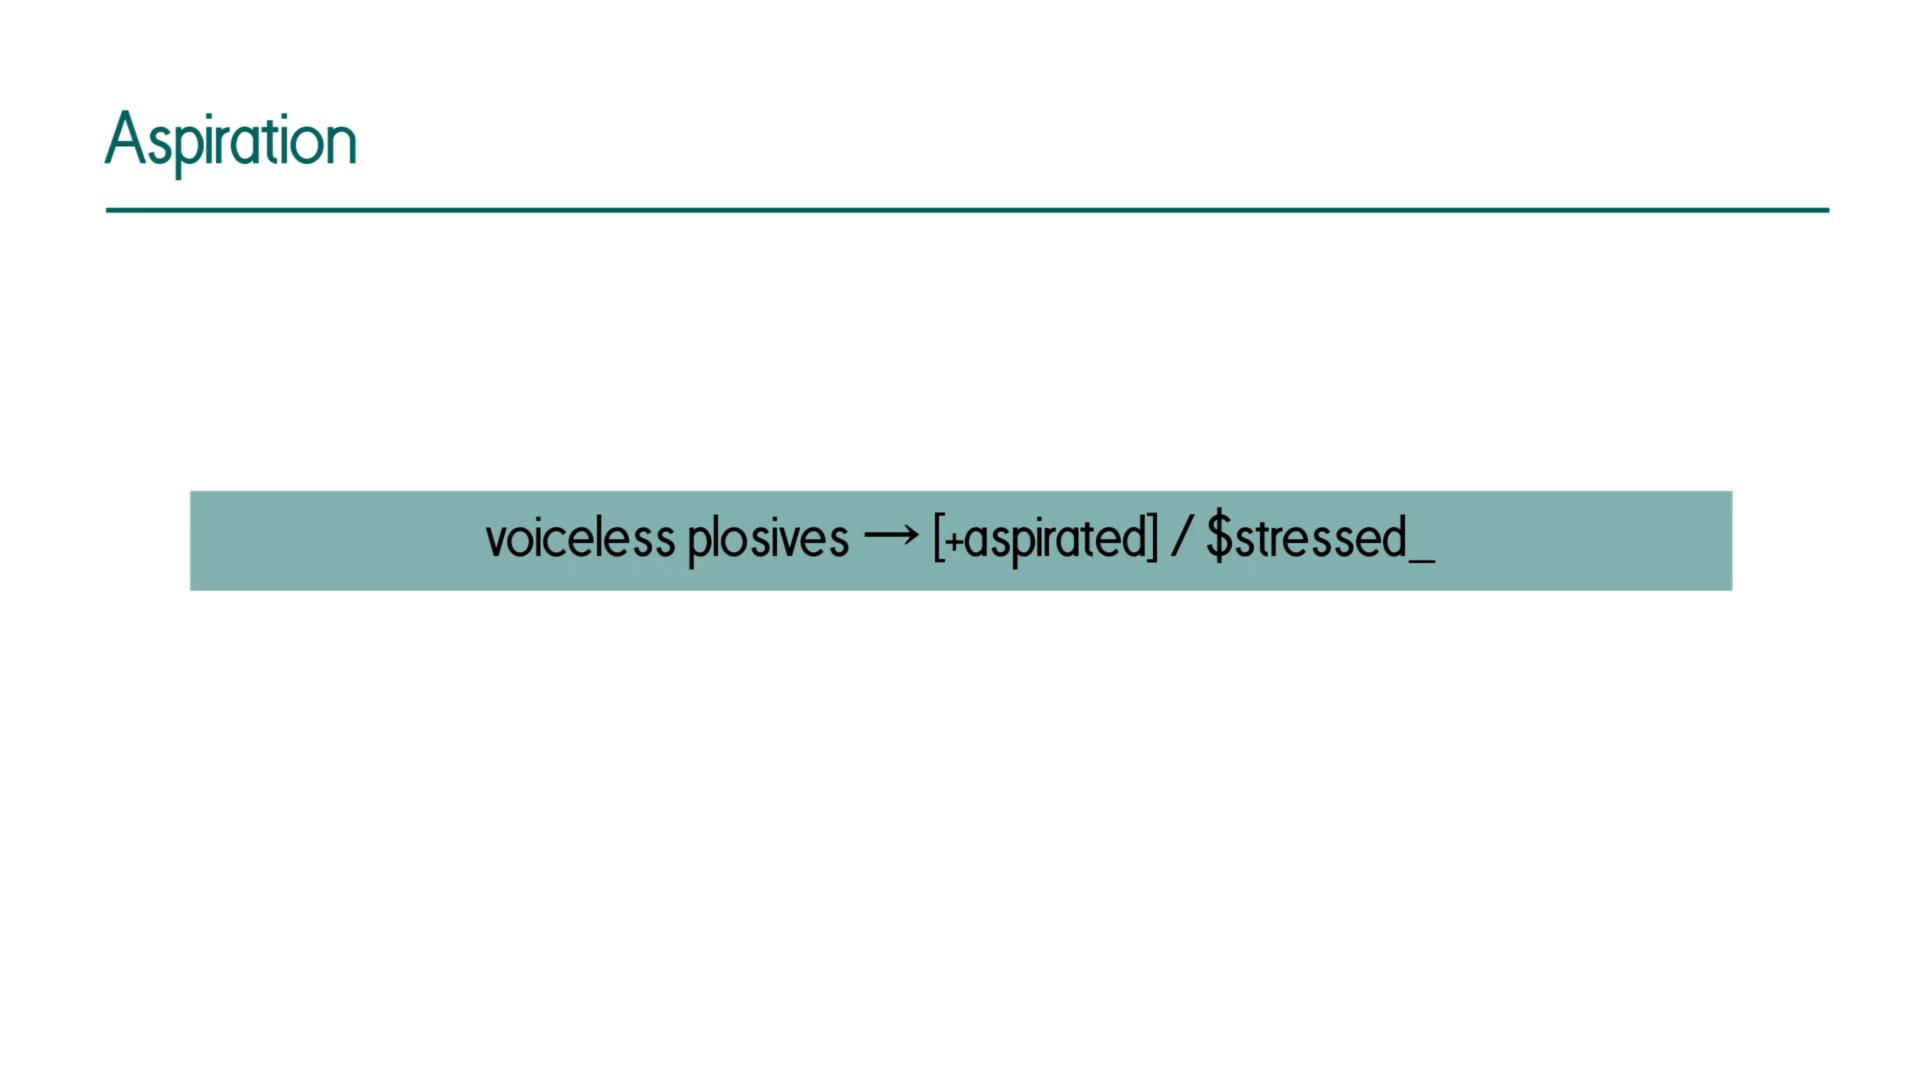 Aspiration
voiceless plosives → [+aspirated] / $stressed_